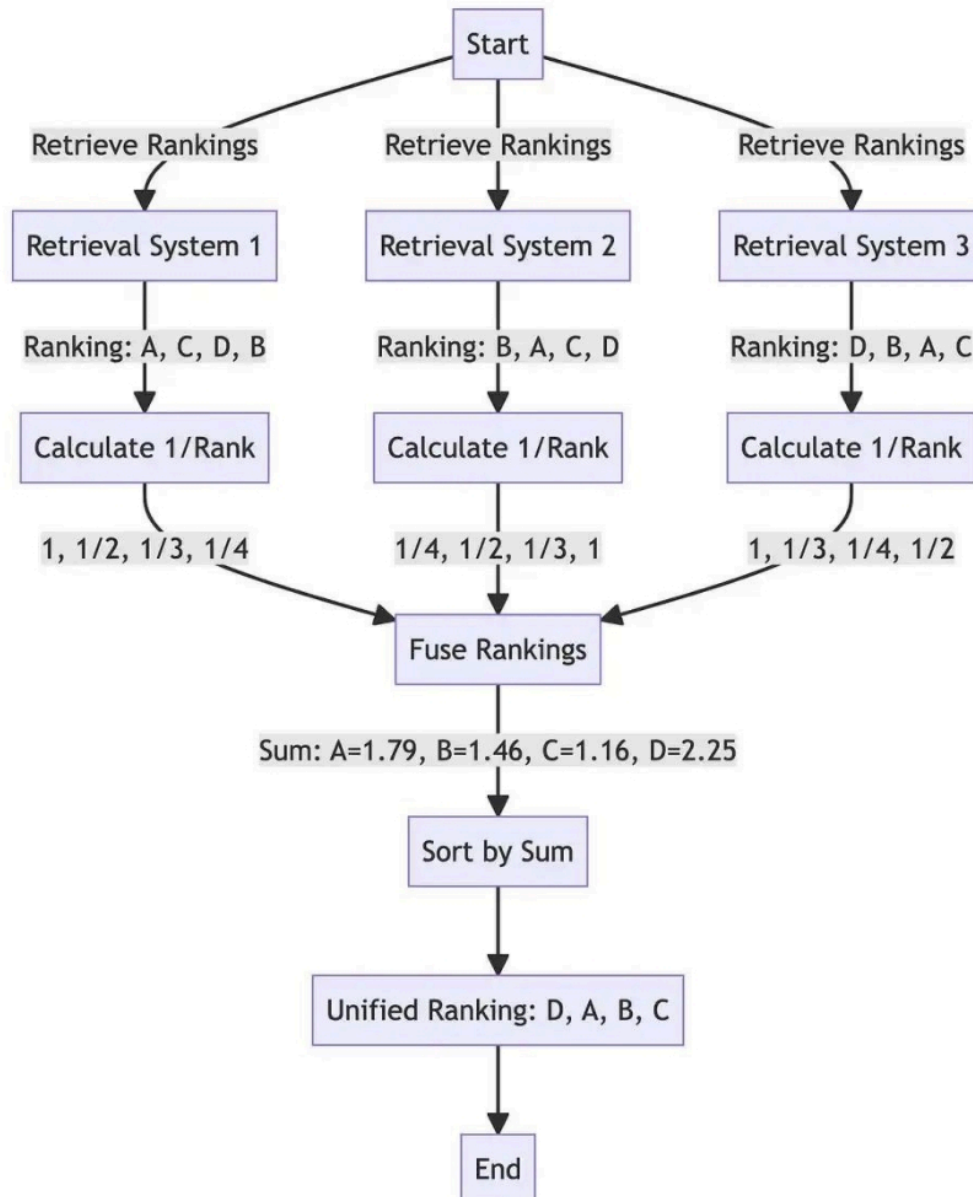 Start
Retrieve Rankings
Retrieve Rankings
Retrieve Rankings
Retrieval System 1
Retrieval System 2
Retrieval System 3
Ranking: A, C, D, B
Ranking: B, A, C, D
Ranking: D, B, A, C
Calculate 1/Rank
Calculate 1/Rank
Calculate 1/Rank
1, 1/2, 1/3, 1/4
1/4, 1/2, 1/3, 1
1, 1/3, 1/4, 1/2
Fuse Rankings
Sum: A=1.79, B=1.46, C=1.16, D=2.25
Sort by Sum
Unified Ranking: D, A, B, C
End